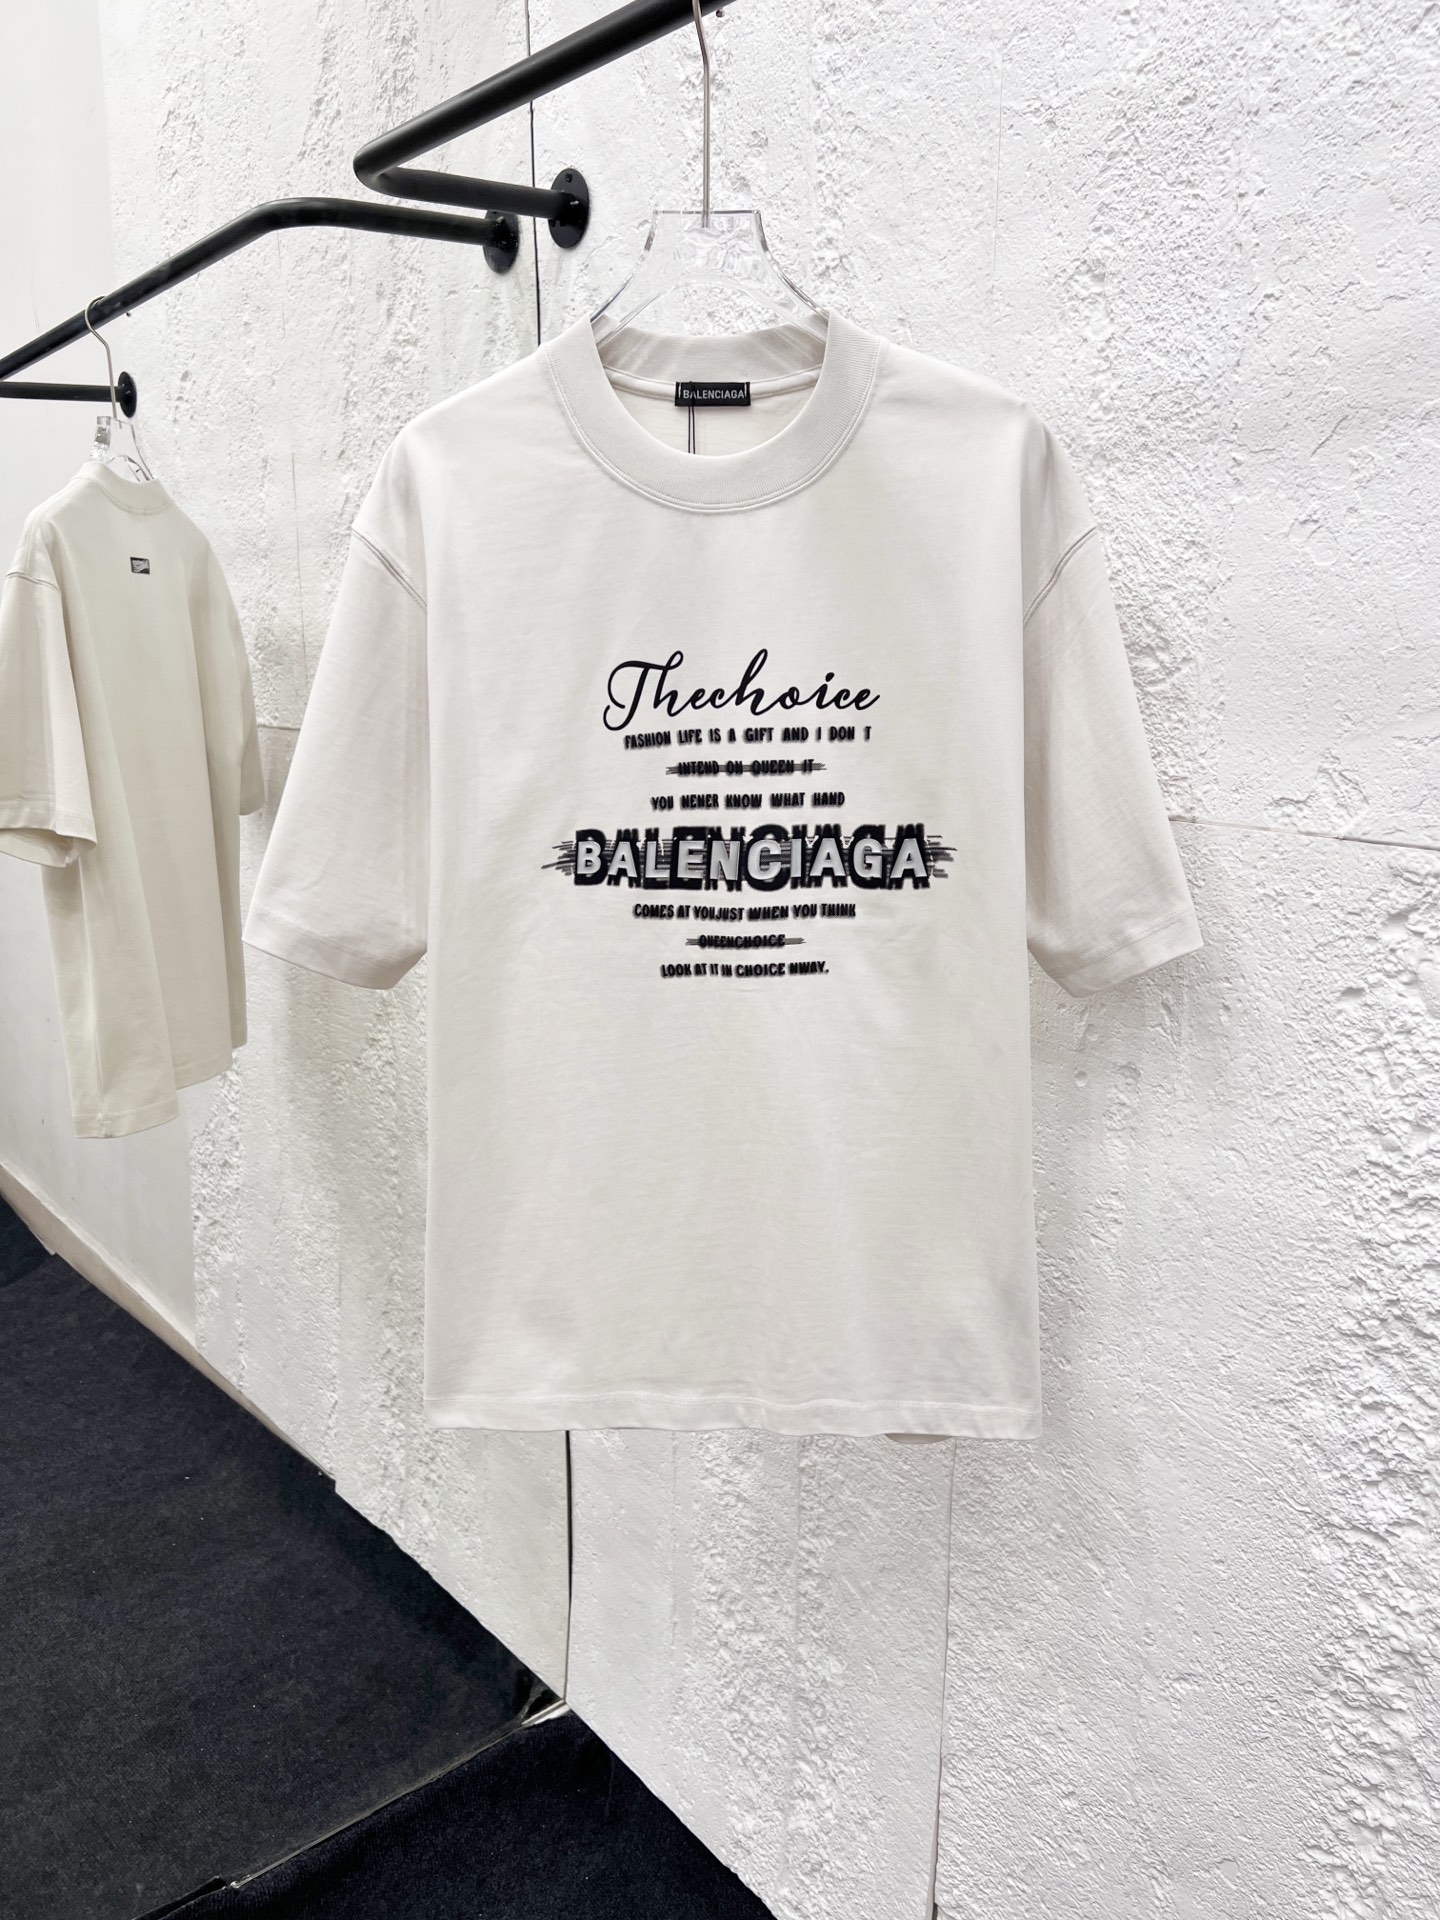 BALENCIAGA
Thechoice
FASHION LIFE IS A GIFT AND I DON T
INTEND ON QUEEN IT
YOU NENER KNOW WHAT HAND
BALENCIAGA
COMES AT YOUJUST WHEN YOU THINK
QUEENCHOICE
LOOK AT IT IN CHOICE NWAY.